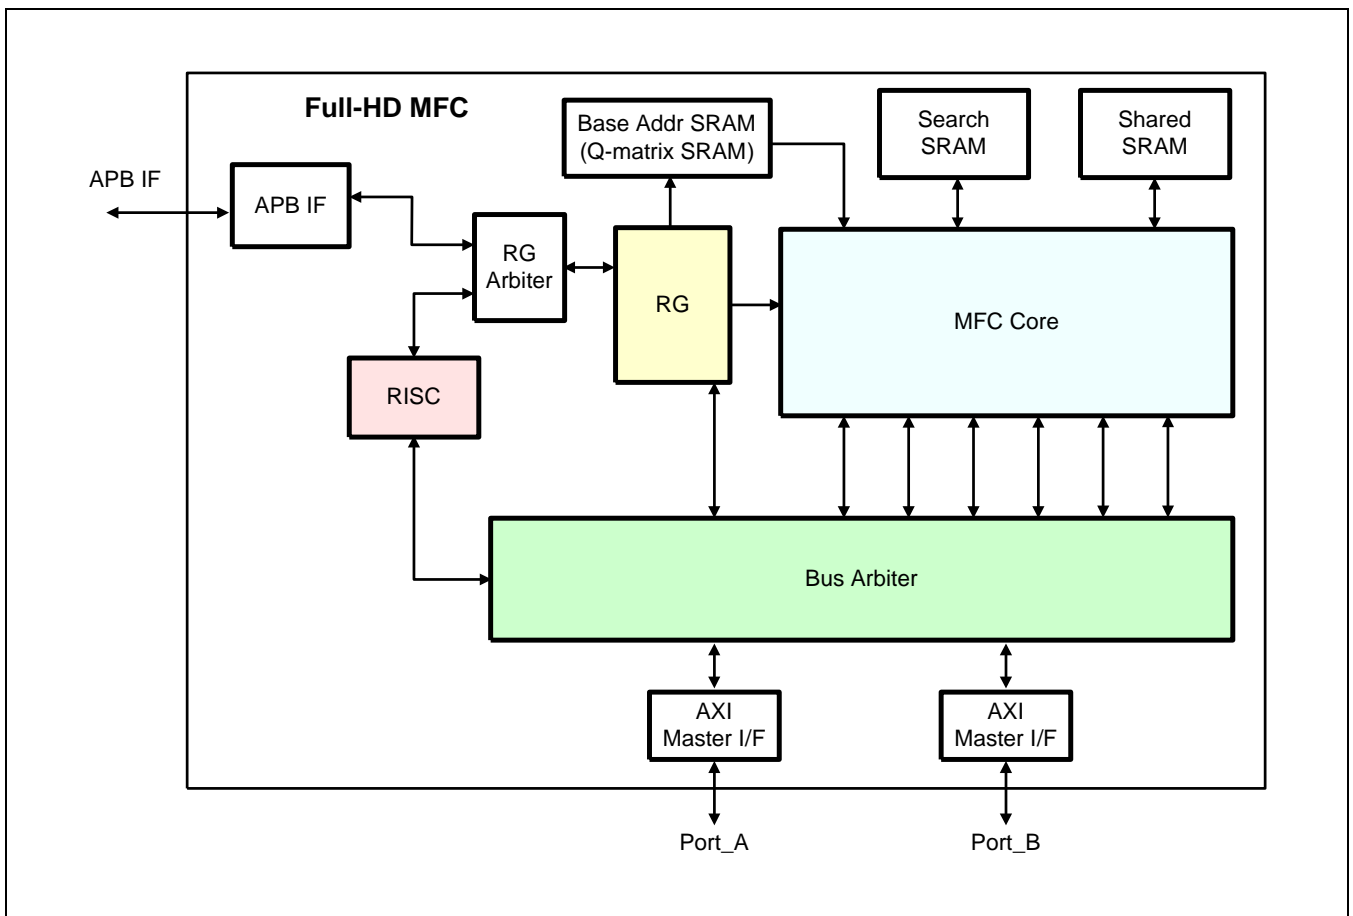 Full-HD MFC
Base Addr SRAM
(Q-matrix SRAM)
Search
SRAM
Shared
SRAM
APB IF
APB IF
RG
Arbiter
RG
MFC Core
RISC
Bus Arbiter
AXI
Master I/F
AXI
Master I/F
Port_A
Port_B